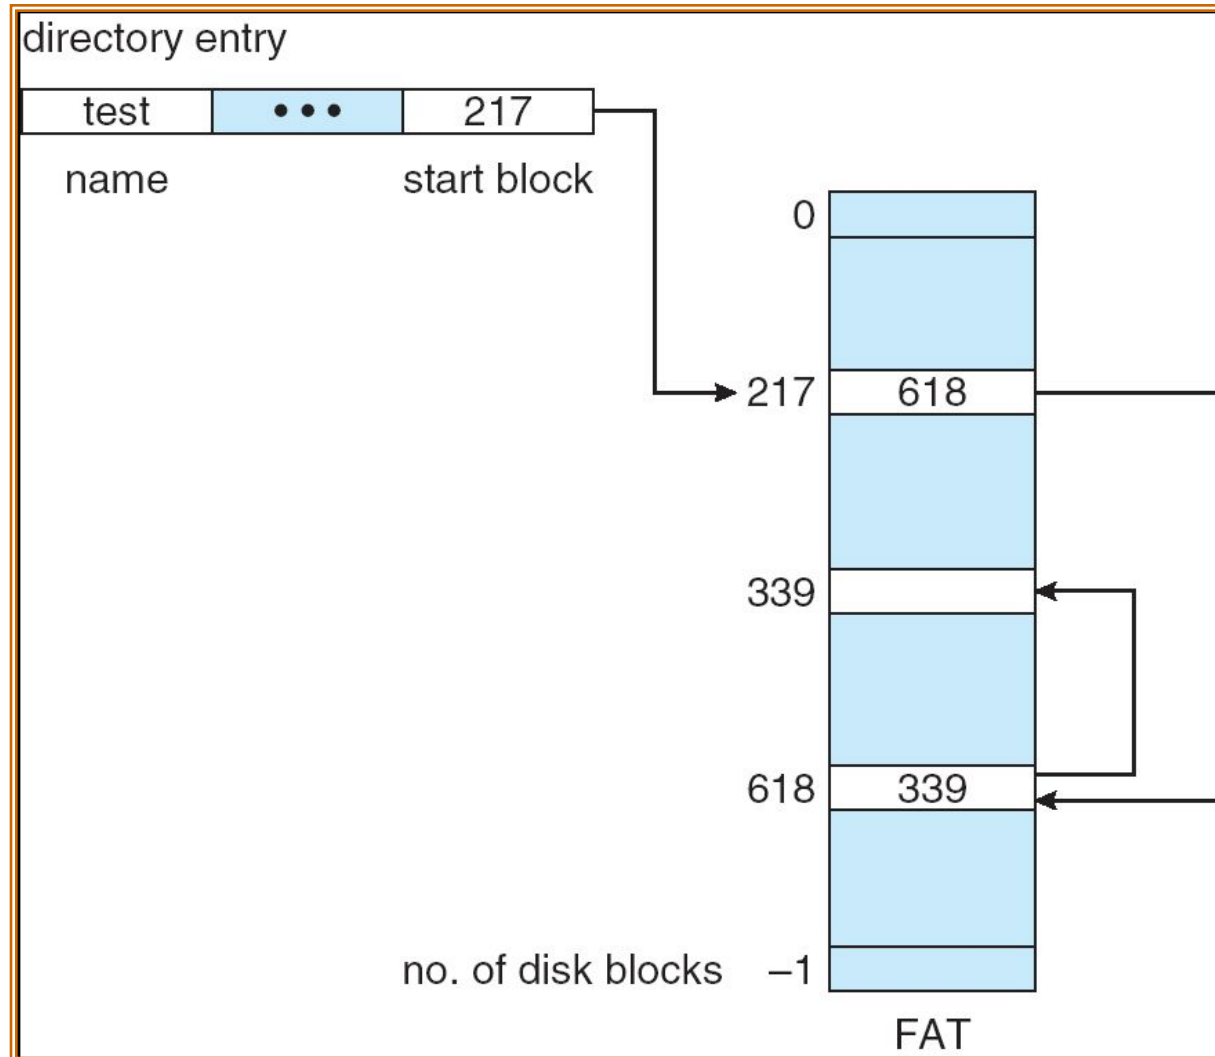 directory entry
test ••• 217
name start block
0
217 618
339
618 339
no. of disk blocks –1
FAT